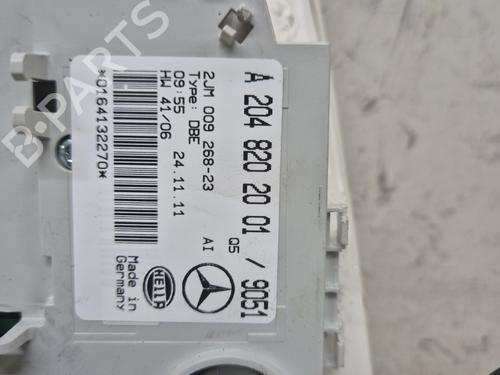 A 204 820 20 01 / 9051
Q5
AI
2JM 009 268-23
Type: DBE
09:55 24.11.11
HW 41/06
*0164132270*
HELLA
Made in
Germany
B-PARTS